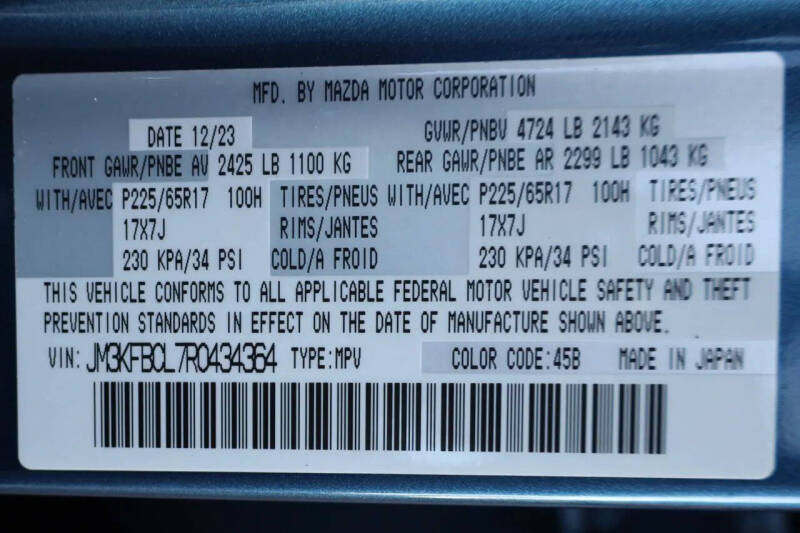 MFD. BY MAZDA MOTOR CORPORATION
DATE 12/23 GVWR/PNBV 4724 LB 2143 KG
FRONT GAWR/PNBE AV 2425 LB 1100 KG REAR GAWR/PNBE AR 2299 LB 1043 KG
WITH/AVEC P225/65R17 100H TIRES/PNEUS WITH/AVEC P225/65R17 100H TIRES/PNEUS
17X7J RIMS/JANTES 17X7J RIMS/JANTES
230 KPA/34 PSI COLD/A FROID 230 KPA/34 PSI COLD/A FROID
THIS VEHICLE CONFORMS TO ALL APPLICABLE FEDERAL MOTOR VEHICLE SAFETY AND THEFT
PREVENTION STANDARDS IN EFFECT ON THE DATE OF MANUFACTURE SHOWN ABOVE.
VIN: JM3KFBCL7R0434364 TYPE:MPV COLOR CODE:45B MADE IN JAPAN